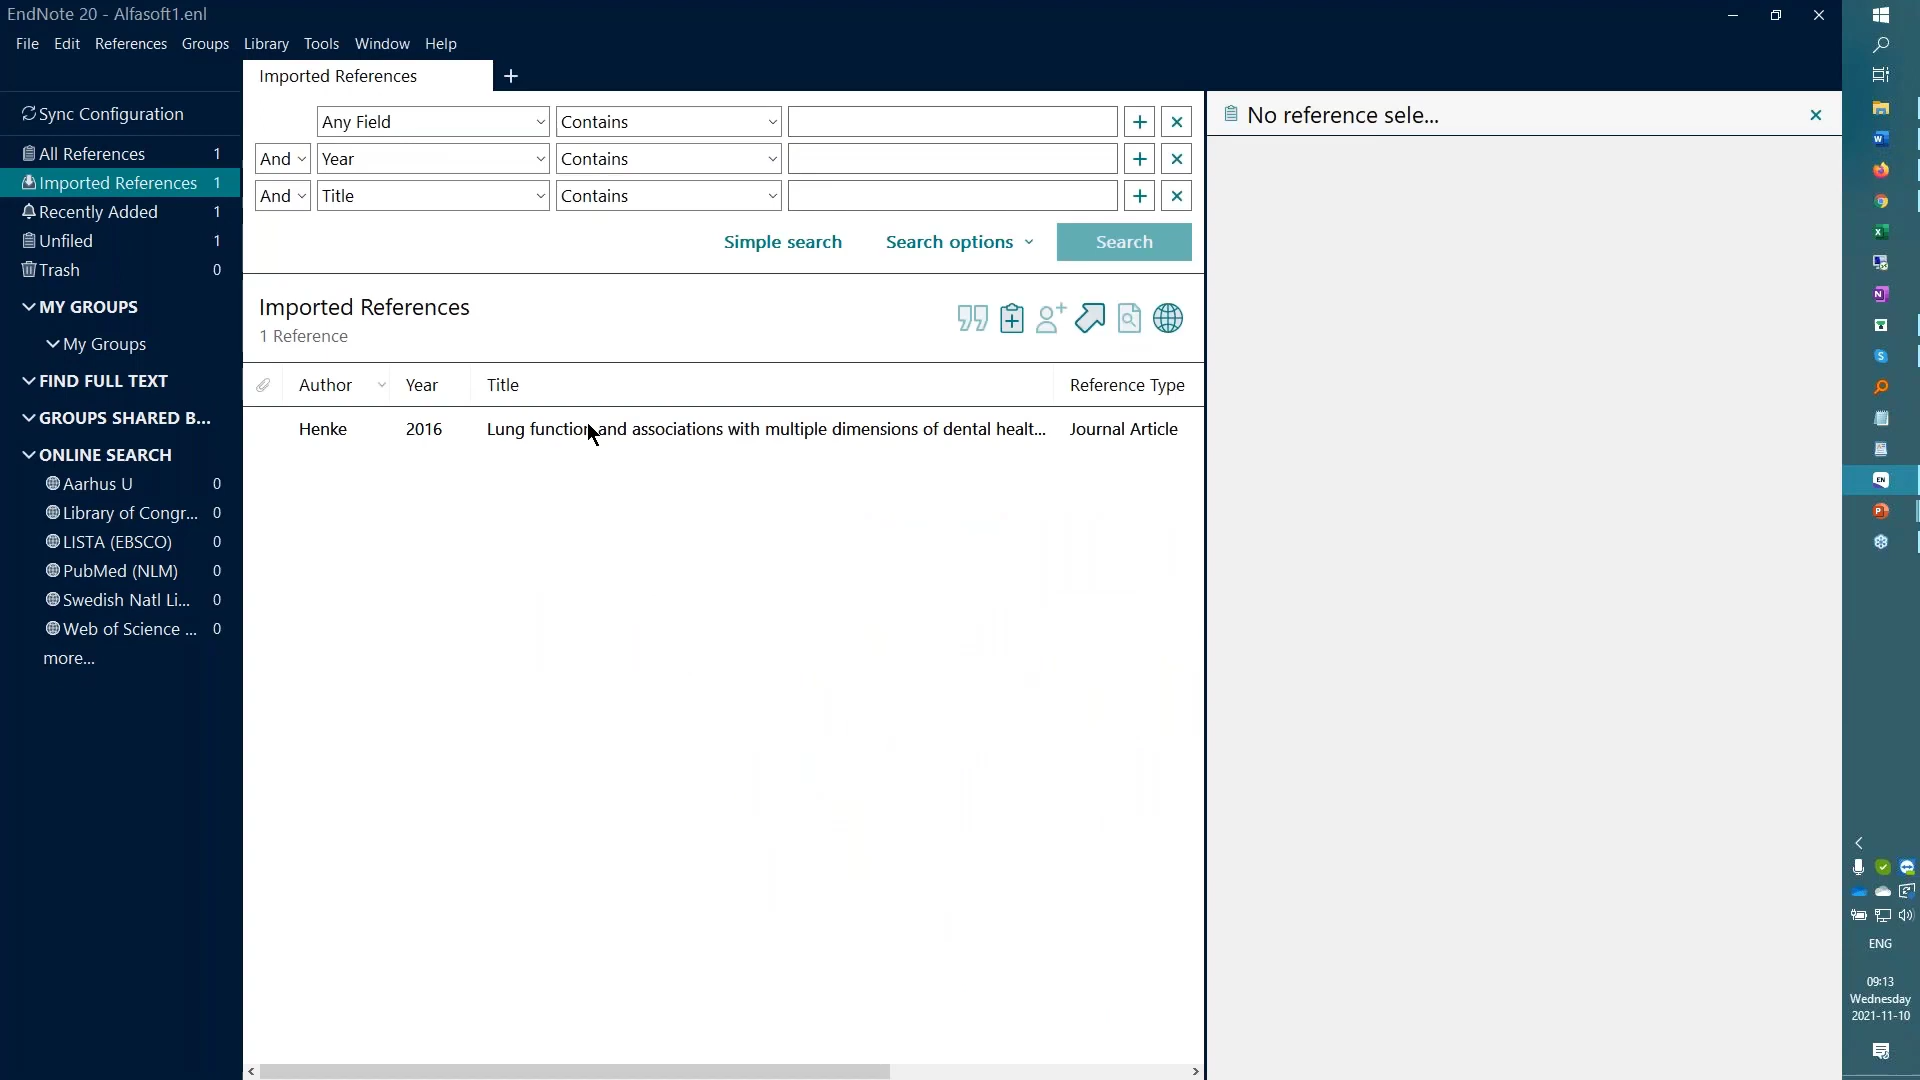 EndNote 20 - Alfasoft1.enl
File Edit References Groups Library Tools Window Help
Imported References
Sync Configuration
All References 1
Imported References 1
Recently Added 1
Unfiled 1
Trash 0
MY GROUPS
My Groups
FIND FULL TEXT
GROUPS SHARED B...
ONLINE SEARCH
Aarhus U 0
Library of Congr... 0
LISTA (EBSCO) 0
PubMed (NLM) 0
Swedish Natl Li... 0
Web of Science ... 0
more...
Any Field Contains
And Year Contains
And Title Contains
Simple search Search options Search
Imported References
1 Reference
Author Year Title Reference Type
Henke 2016 Lung function and associations with multiple dimensions of dental healt... Journal Article
No reference sele...
EN
ENG
09:13
Wednesday
2021-11-10